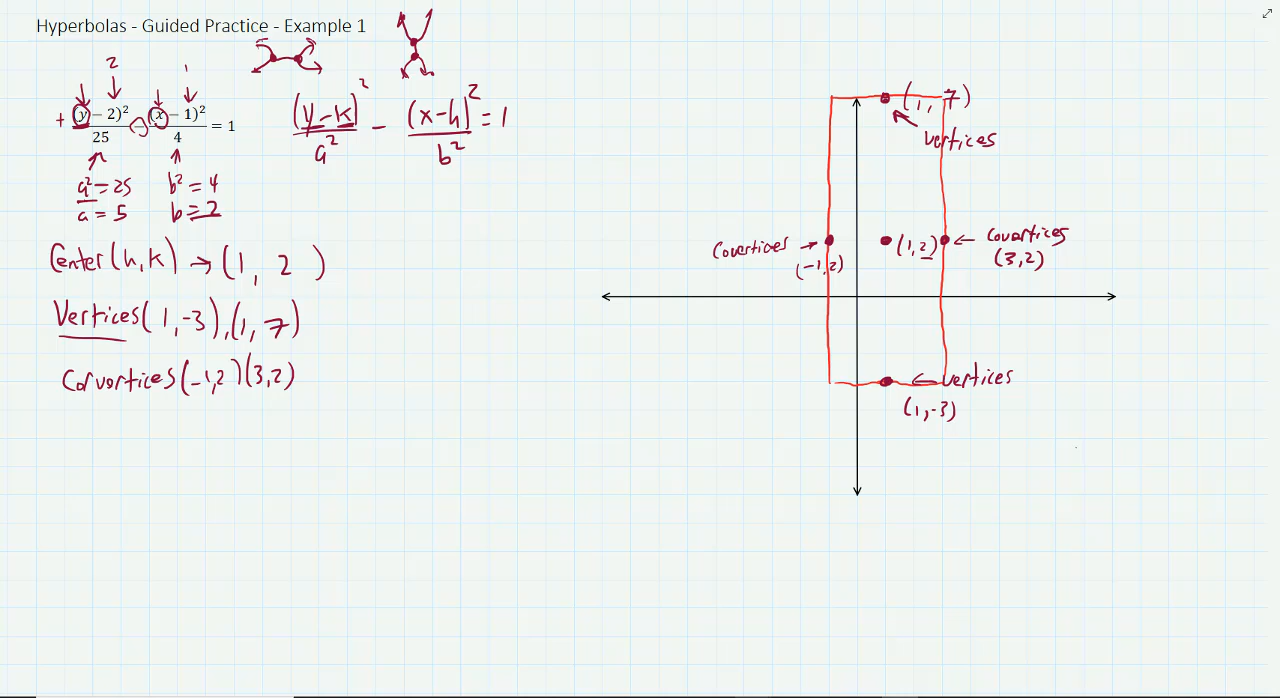 Hyperbolas - Guided Practice - Example 1
2 1
+ (y − 2)²/25 − (x − 1)²/4 = 1
(y-k)²/a² − (x-h)²/b² = 1
a² = 25 b² = 4
a = 5 b = 2
Center (h, k) → (1, 2)
Vertices (1, -3), (1, 7)
Covertices (-1, 2) (3, 2)
(1, 7)
vertices
Covertices → (1, 2) ← Covertices
(-1, 2) (3, 2)
← vertices
(1, -3)